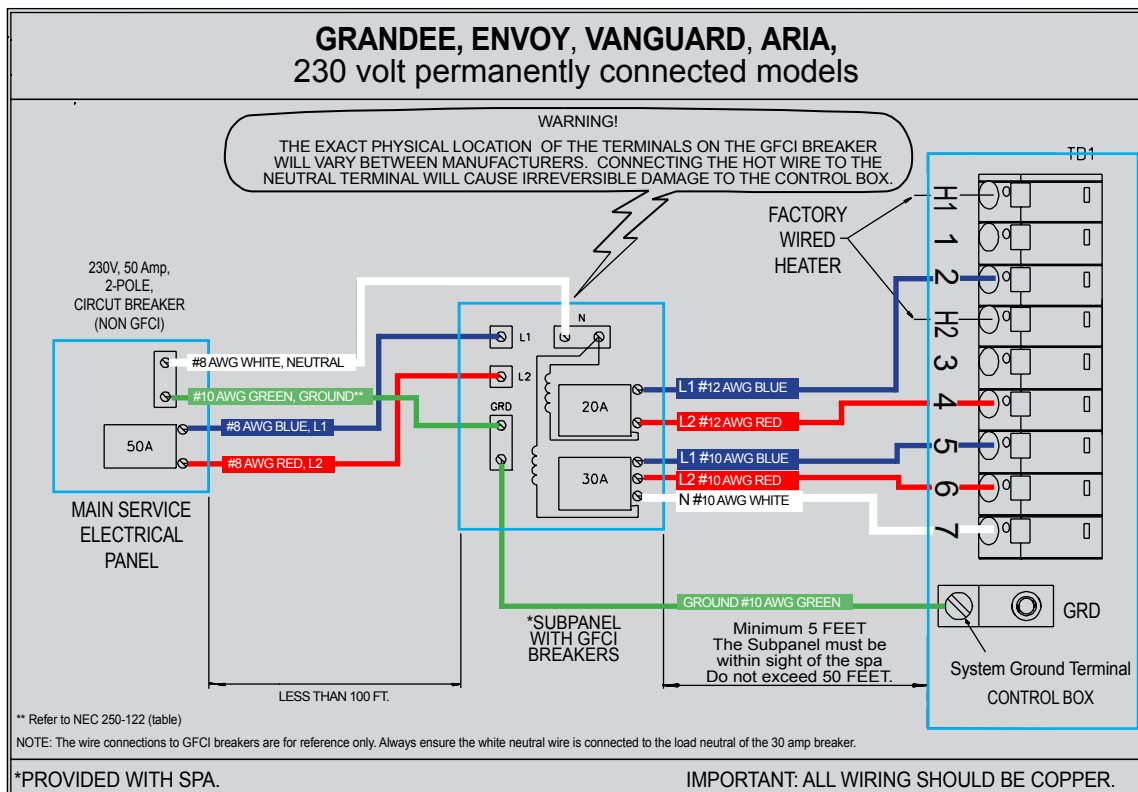 GRANDEE, ENVOY, VANGUARD, ARIA,
230 volt permanently connected models
WARNING!
THE EXACT PHYSICAL LOCATION OF THE TERMINALS ON THE GFCI BREAKER
WILL VARY BETWEEN MANUFACTURERS. CONNECTING THE HOT WIRE TO THE
NEUTRAL TERMINAL WILL CAUSE IRREVERSIBLE DAMAGE TO THE CONTROL BOX.
TB1
H1
1
2
H2
3
4
5
6
7
FACTORY
WIRED
HEATER
230V, 50 Amp,
2-POLE,
CIRCUT BREAKER
(NON GFCI)
#8 AWG WHITE, NEUTRAL
#10 AWG GREEN, GROUND**
#8 AWG BLUE, L1
#8 AWG RED, L2
50A
MAIN SERVICE
ELECTRICAL
PANEL
N
L1
L2
GRD
20A
30A
L1 #12 AWG BLUE
L2 #12 AWG RED
L1 #10 AWG BLUE
L2 #10 AWG RED
N #10 AWG WHITE
GROUND #10 AWG GREEN
*SUBPANEL
WITH GFCI
BREAKERS
Minimum 5 FEET
The Subpanel must be
within sight of the spa
Do not exceed 50 FEET.
GRD
System Ground Terminal
CONTROL BOX
LESS THAN 100 FT.
** Refer to NEC 250-122 (table)
NOTE: The wire connections to GFCI breakers are for reference only. Always ensure the white neutral wire is connected to the load neutral of the 30 amp breaker.
*PROVIDED WITH SPA.
IMPORTANT: ALL WIRING SHOULD BE COPPER.